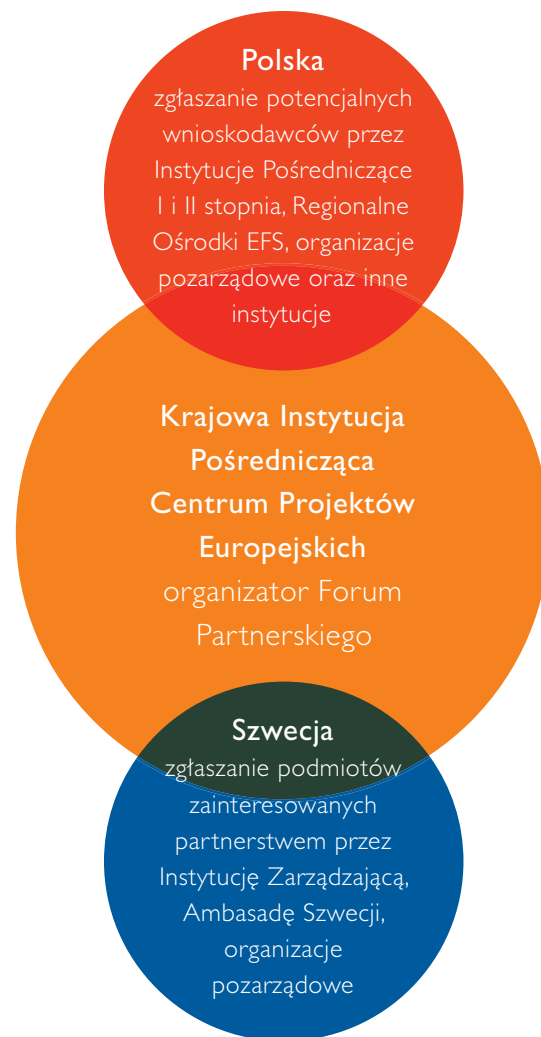 Polska
zgłaszanie potencjalnych
wnioskodawców przez
Instytucje Pośredniczące
I i II stopnia, Regionalne
Ośrodki EFS, organizacje
pozarządowe oraz inne
instytucje
Krajowa Instytucja
Pośrednicząca
Centrum Projektów
Europejskich
organizator Forum
Partnerskiego
Szwecja
zgłaszanie podmiotów
zainteresowanych
partnerstwem przez
Instytucję Zarządzającą,
Ambasadę Szwecji,
organizacje
pozarządowe